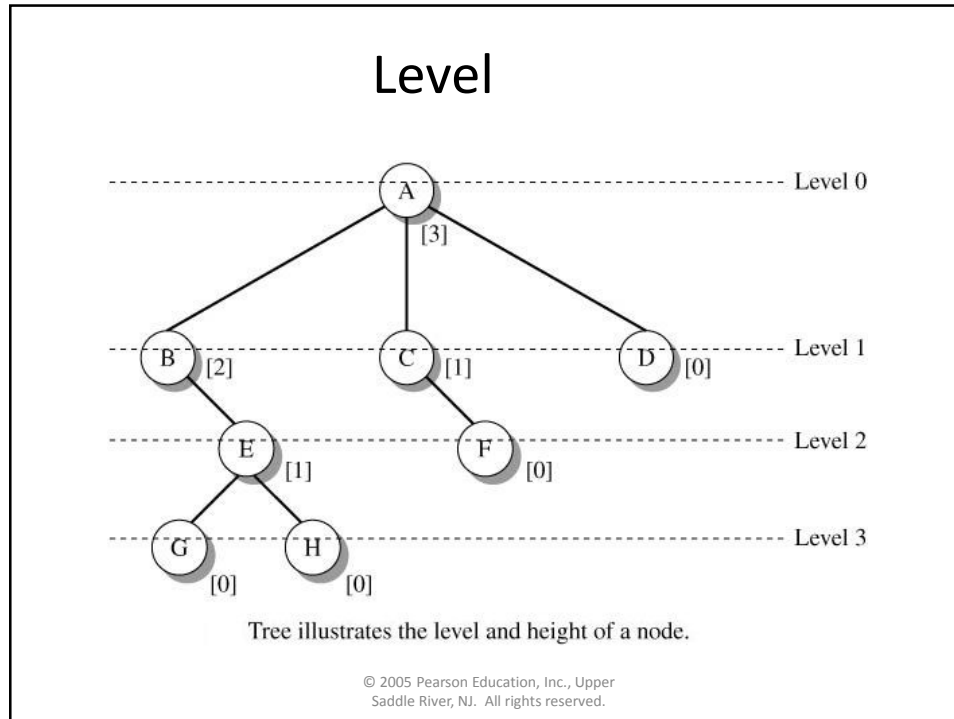 Level
A
Level 0
[3]
B
[2]
C
[1]
D
[0]
Level 1
E
[1]
F
[0]
Level 2
G
[0]
H
[0]
Level 3
Tree illustrates the level and height of a node.
© 2005 Pearson Education, Inc., Upper
Saddle River, NJ. All rights reserved.